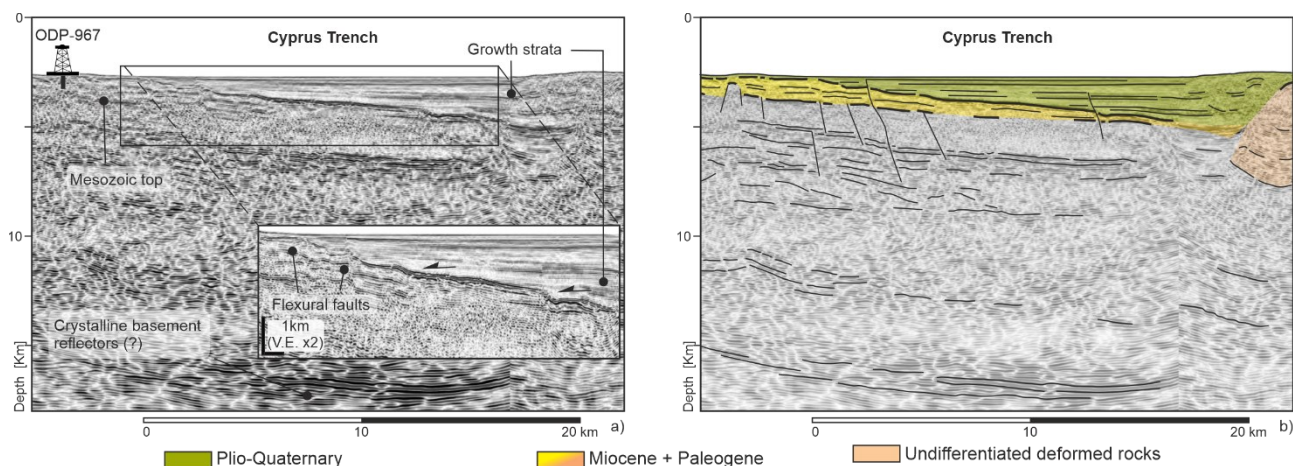 0
ODP-967
Cyprus Trench
Growth strata
Mesozoic top
10
Flexural faults
1km
(V.E. x2)
Crystalline basement
reflectors (?)
Depth [Km]
0
10
20 km
a)
0
Cyprus Trench
10
Depth [Km]
0
10
20 km
b)
Plio-Quaternary
Miocene + Paleogene
Undifferentiated deformed rocks